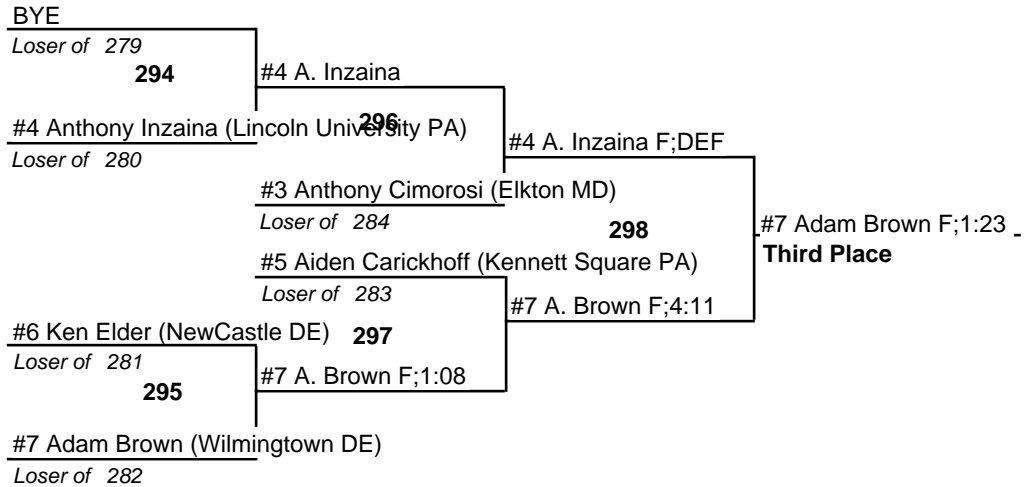 BYE
Loser of 279
294
#4 A. Inzaina
#4 Anthony Inzaina (Lincoln University PA)
296
Loser of 280
#4 A. Inzaina F;DEF
#3 Anthony Cimorosi (Elkton MD)
Loser of 284
298
#7 Adam Brown F;1:23
Third Place
#5 Aiden Carickhoff (Kennett Square PA)
Loser of 283
#7 A. Brown F;4:11
#6 Ken Elder (NewCastle DE)
297
Loser of 281
295
#7 A. Brown F;1:08
#7 Adam Brown (Wilmingtown DE)
Loser of 282